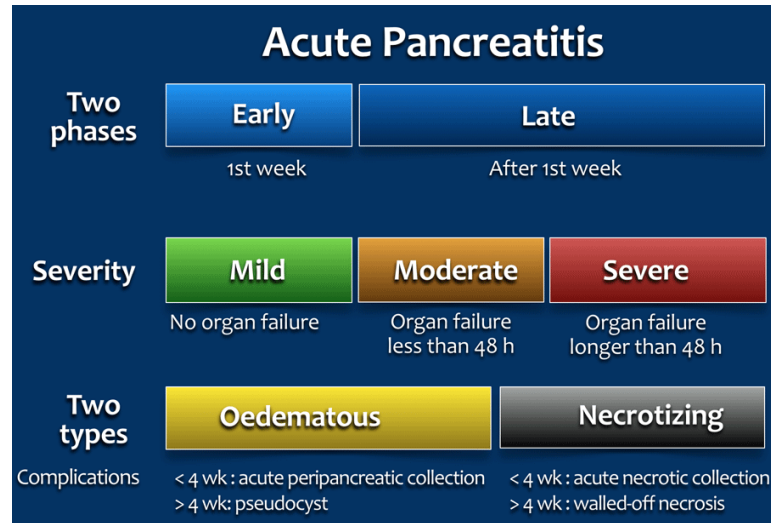 Acute Pancreatitis
Two phases
Early
Late
1st week
After 1st week
Severity
Mild
Moderate
Severe
No organ failure
Organ failure
less than 48 h
Organ failure
longer than 48 h
Two types
Oedematous
Necrotizing
Complications
< 4 wk : acute peripancreatic collection
> 4 wk: pseudocyst
< 4 wk : acute necrotic collection
> 4 wk : walled-off necrosis